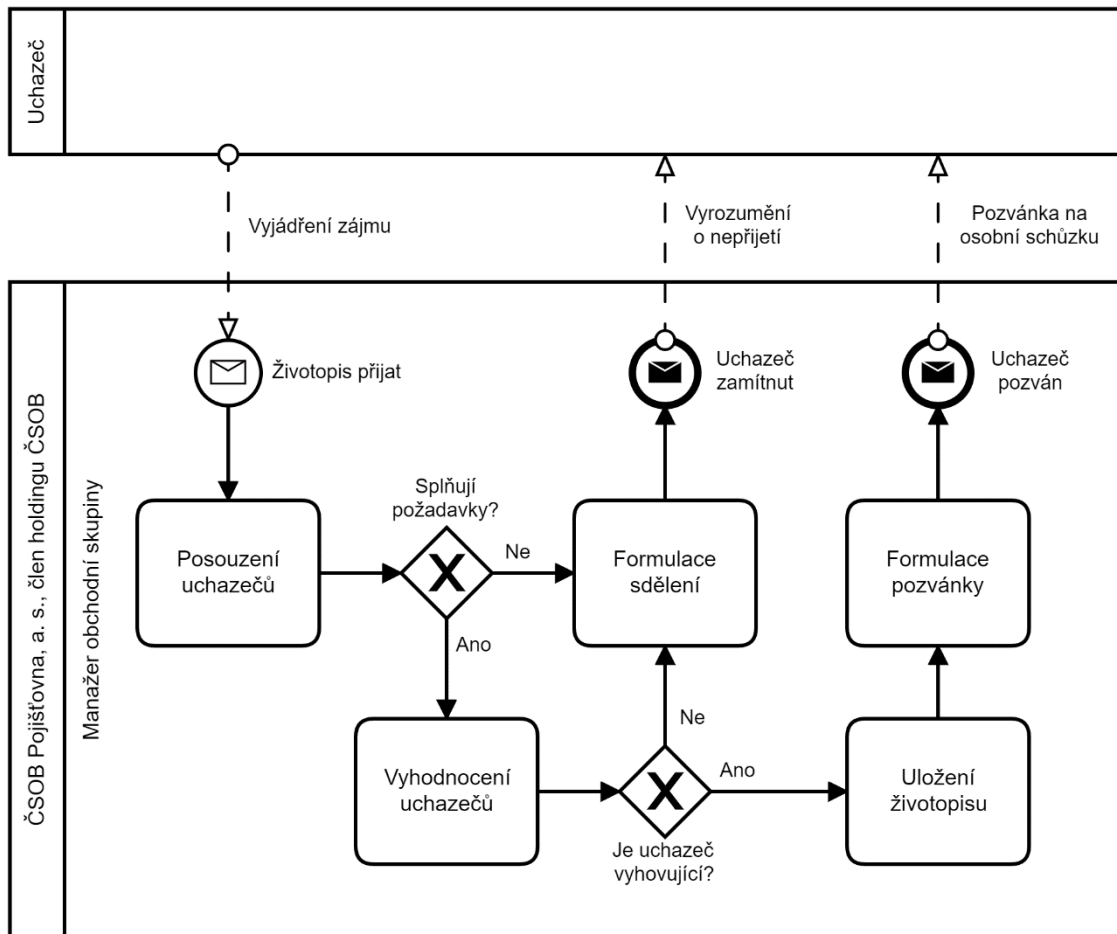 Uchazeč
Vyjádření zájmu
Vyrozumění
o nepřijetí
Pozvánka na
osobní schůzku
ČSOB Pojišťovna, a. s., člen holdingu ČSOB
Manažer obchodní skupiny
Životopis přijat
Uchazeč
zamítnut
Uchazeč
pozván
Splňují
požadavky?
Posouzení
uchazečů
Ne
Formulace
sdělení
Formulace
pozvánky
Ano
Ne
Vyhodnocení
uchazečů
Ano
Uložení
životopisu
Je uchazeč
vyhovující?